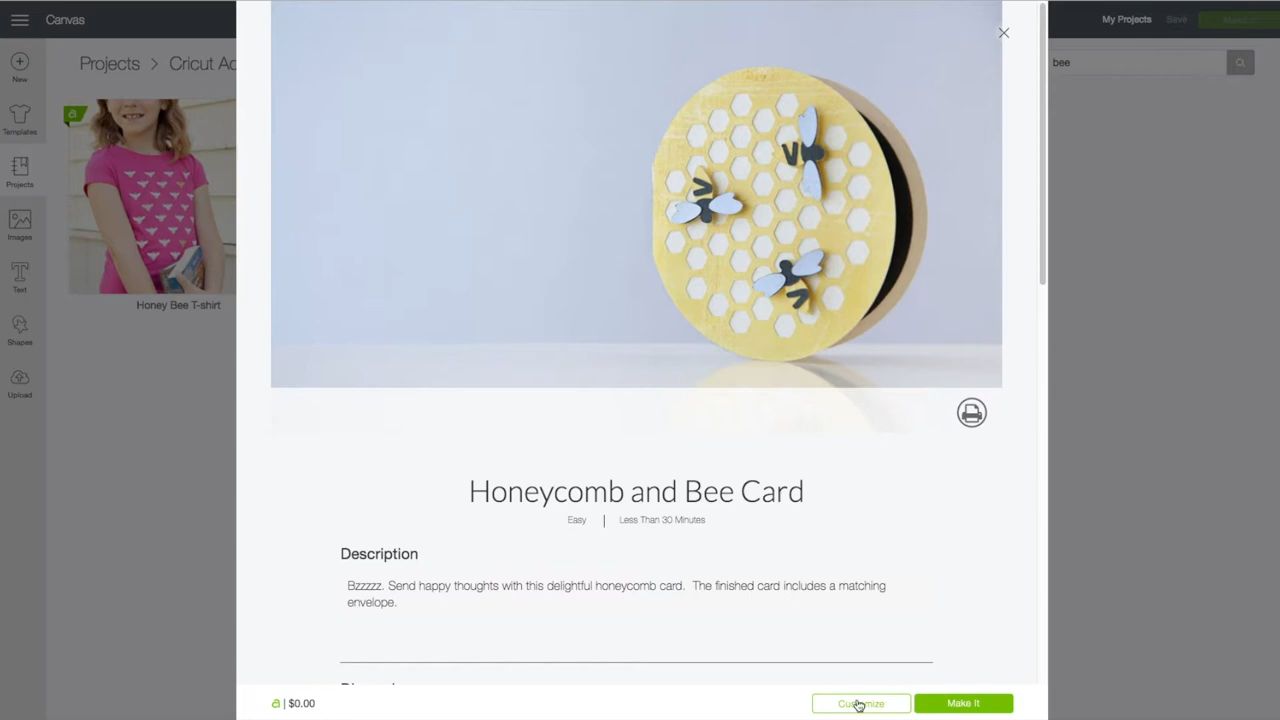 Canvas
My Projects
Save
New
Projects > Cricut Ac
bee
Templates
Projects
Images
Honey Bee T-shirt
Text
Shapes
Upload
Honeycomb and Bee Card
Easy | Less Than 30 Minutes
Description
Bzzzzz. Send happy thoughts with this delightful honeycomb card. The finished card includes a matching
envelope.
a | $0.00
Customize
Make It